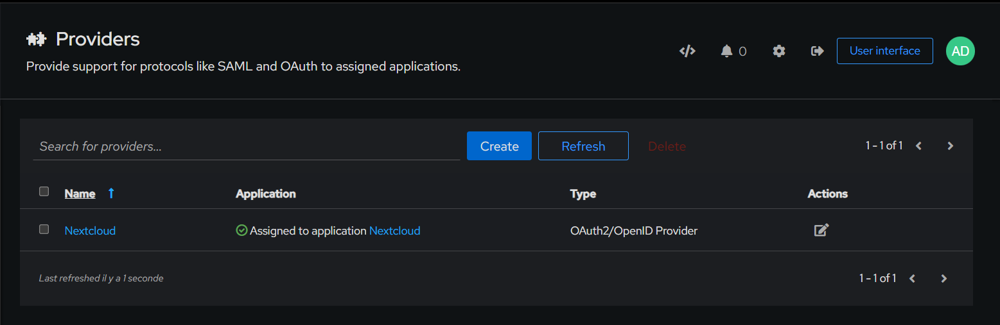 Providers
Provide support for protocols like SAML and OAuth to assigned applications.
0
User interface
AD
Search for providers...
Create
Refresh
Delete
1 - 1 of 1
Name
Application
Type
Actions
Nextcloud
Assigned to application Nextcloud
OAuth2/OpenID Provider
Last refreshed il y a 1 seconde
1 - 1 of 1